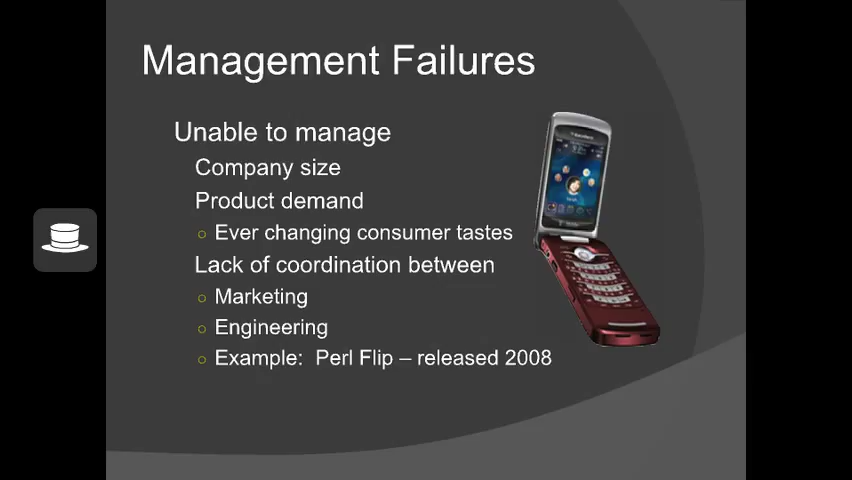 Management Failures
Unable to manage
Company size
Product demand
Ever changing consumer tastes
Lack of coordination between
Marketing
Engineering
Example:  Perl Flip – released 2008